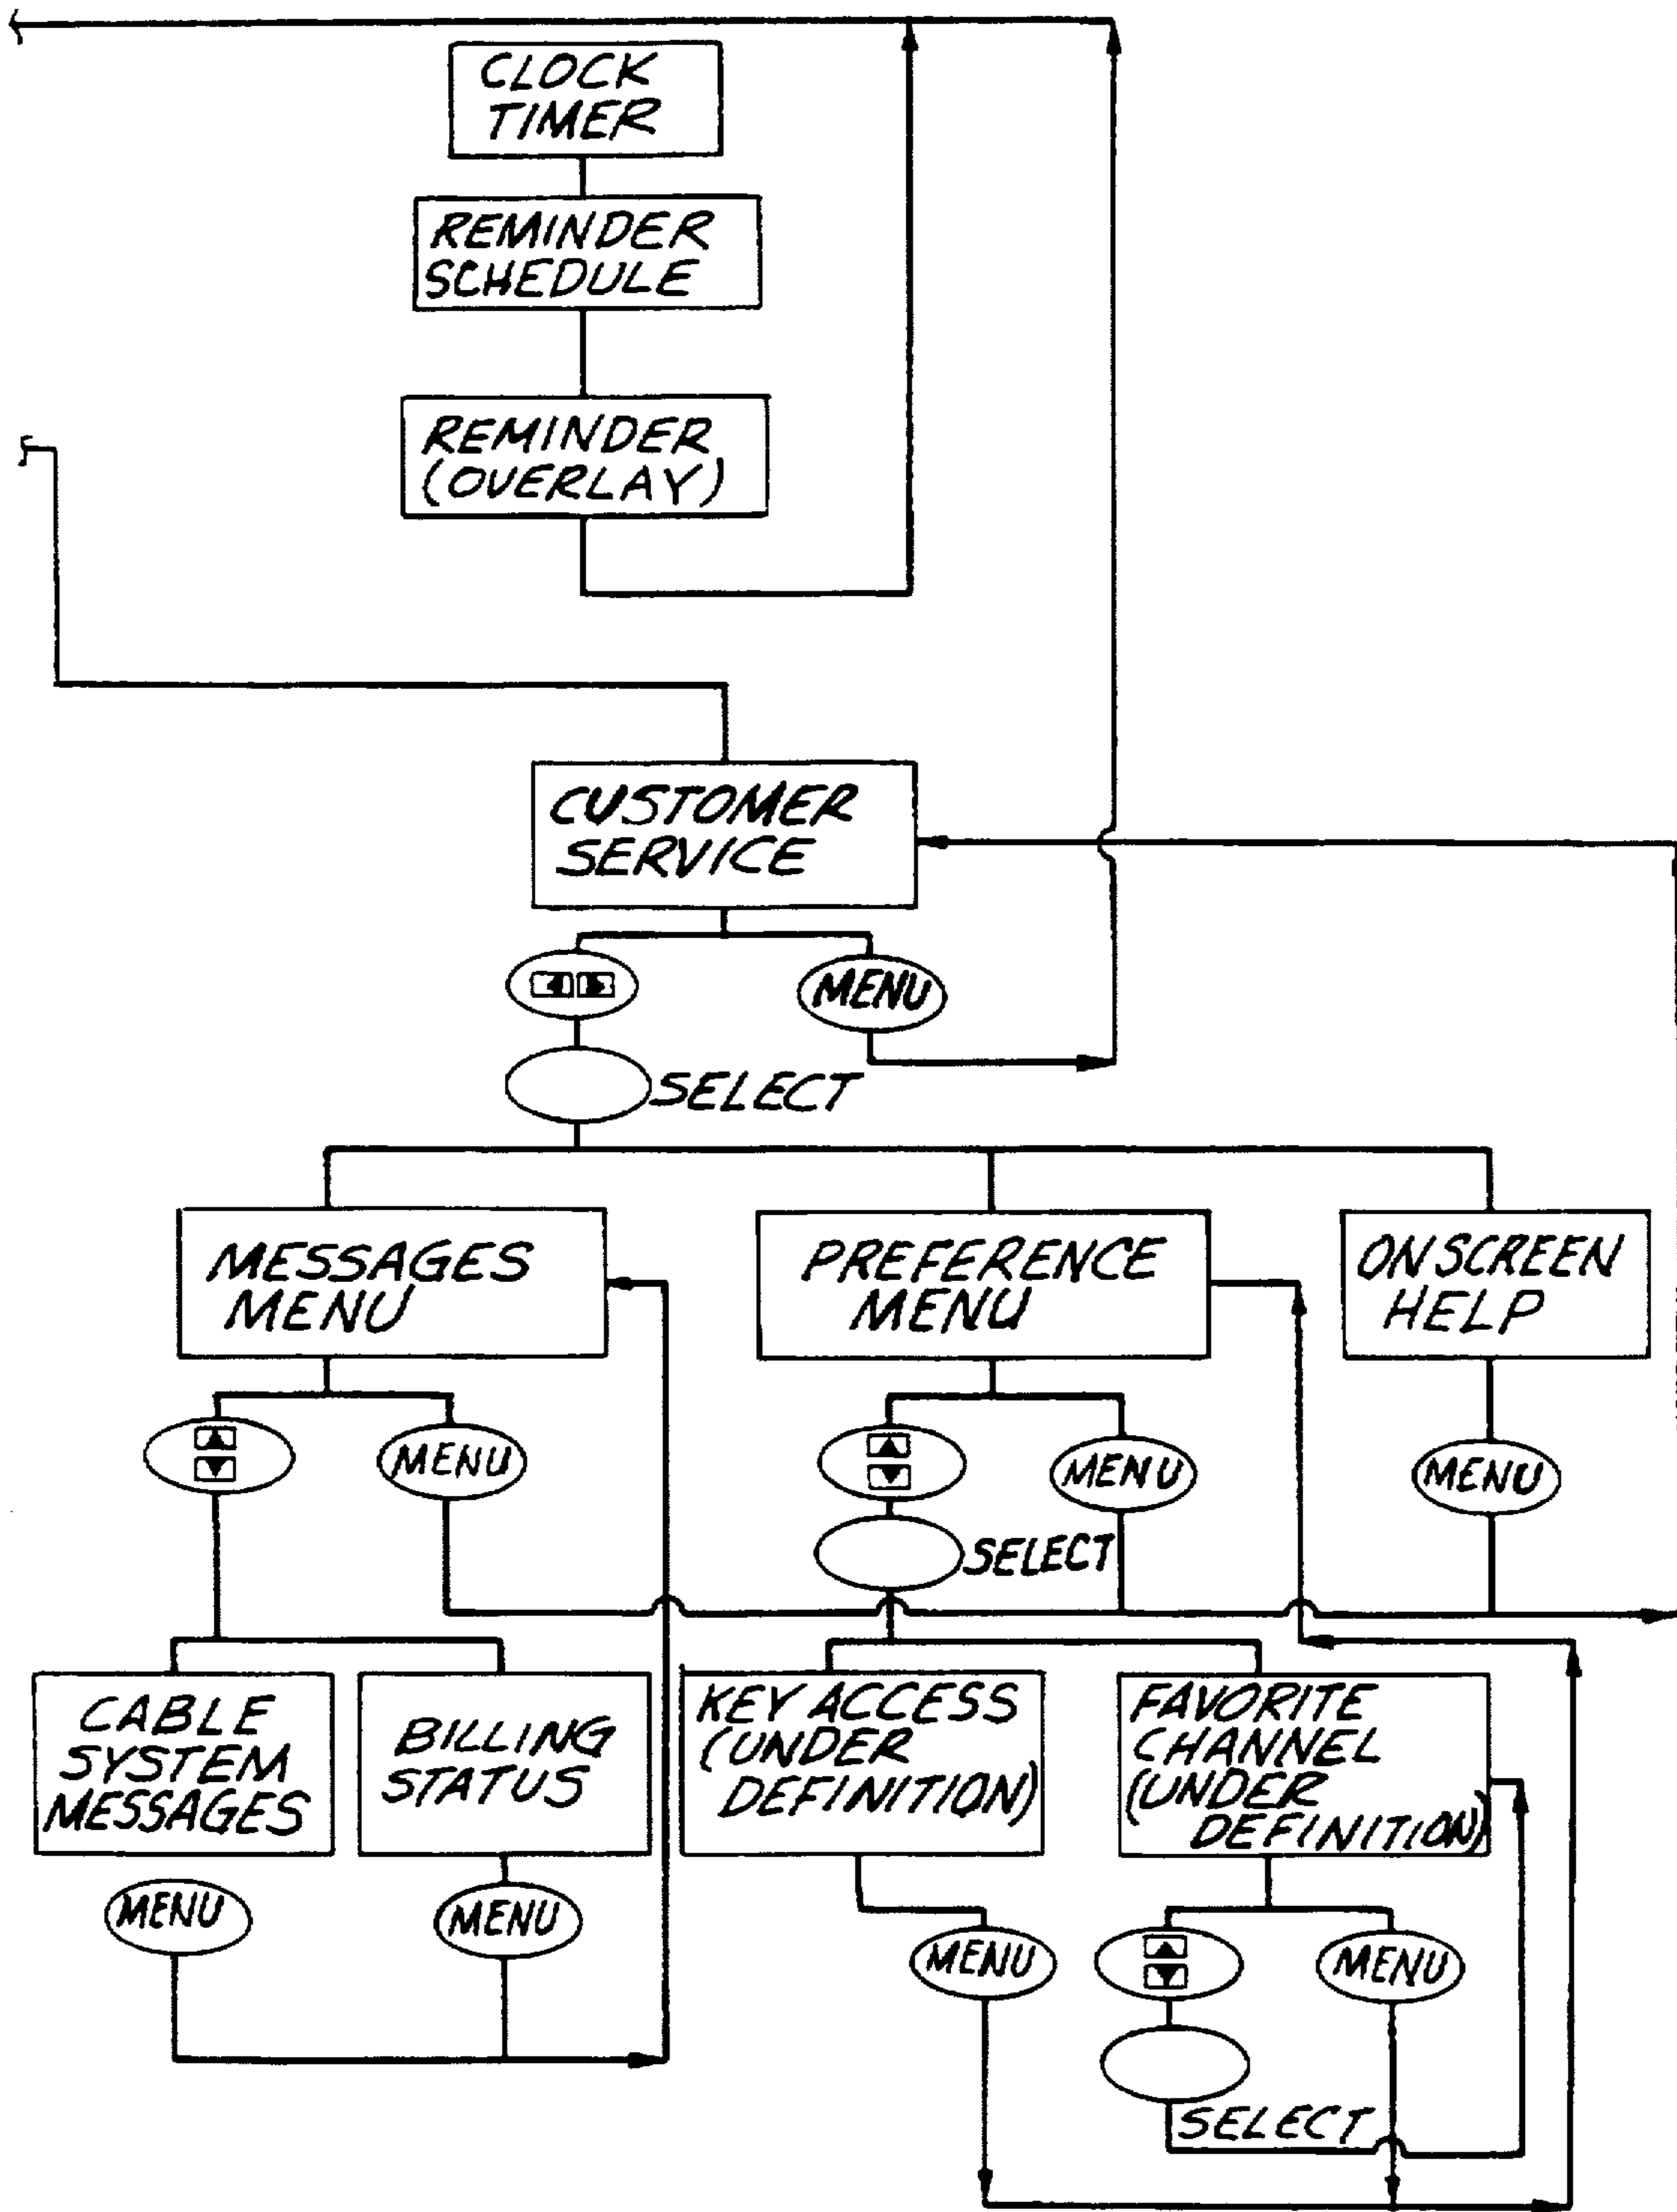 CLOCK
TIMER
REMINDER
SCHEDULE
REMINDER
(OVERLAY)
CUSTOMER
SERVICE
MENU
SELECT
MESSAGES
MENU
PREFERENCE
MENU
ON SCREEN
HELP
MENU
MENU
MENU
SELECT
CABLE
SYSTEM
MESSAGES
BILLING
STATUS
KEY ACCESS
(UNDER
DEFINITION)
FAVORITE
CHANNEL
(UNDER
DEFINITION)
MENU
MENU
MENU
MENU
SELECT